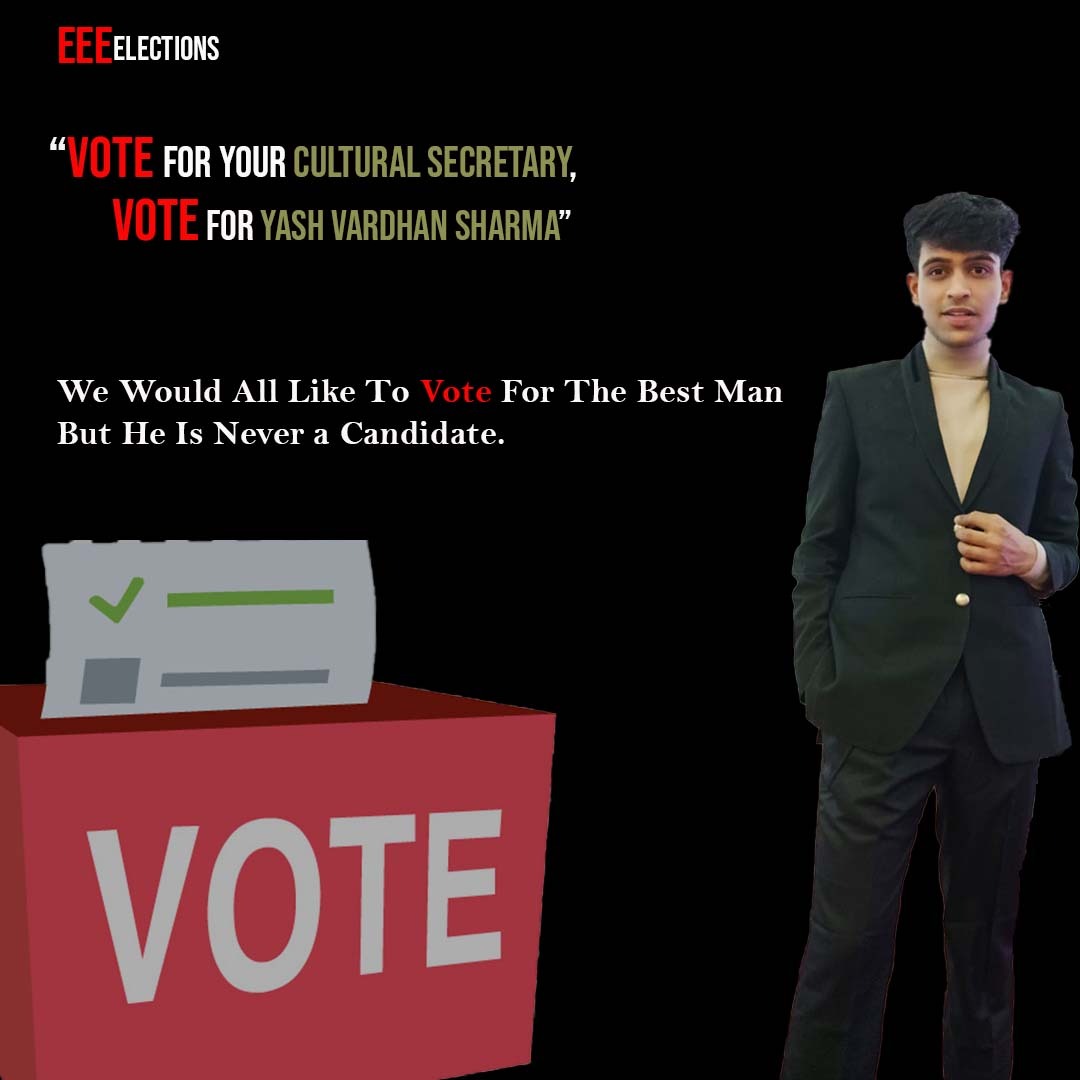 EEEELECTIONS
“VOTE FOR YOUR CULTURAL SECRETARY,
VOTE FOR YASH VARDHAN SHARMA”
We Would All Like To Vote For The Best Man
But He Is Never a Candidate.
VOTE